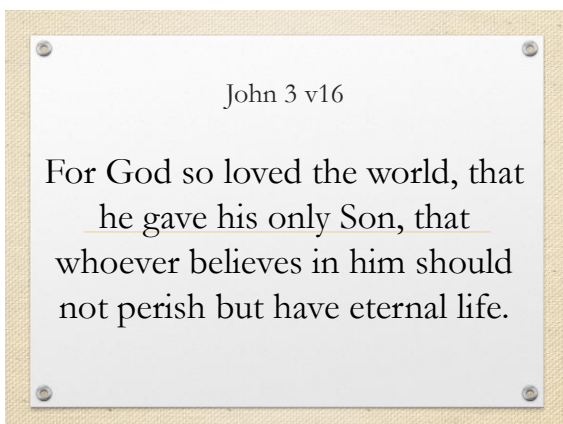 John 3 v16
For God so loved the world, that
he gave his only Son, that
whoever believes in him should
not perish but have eternal life.